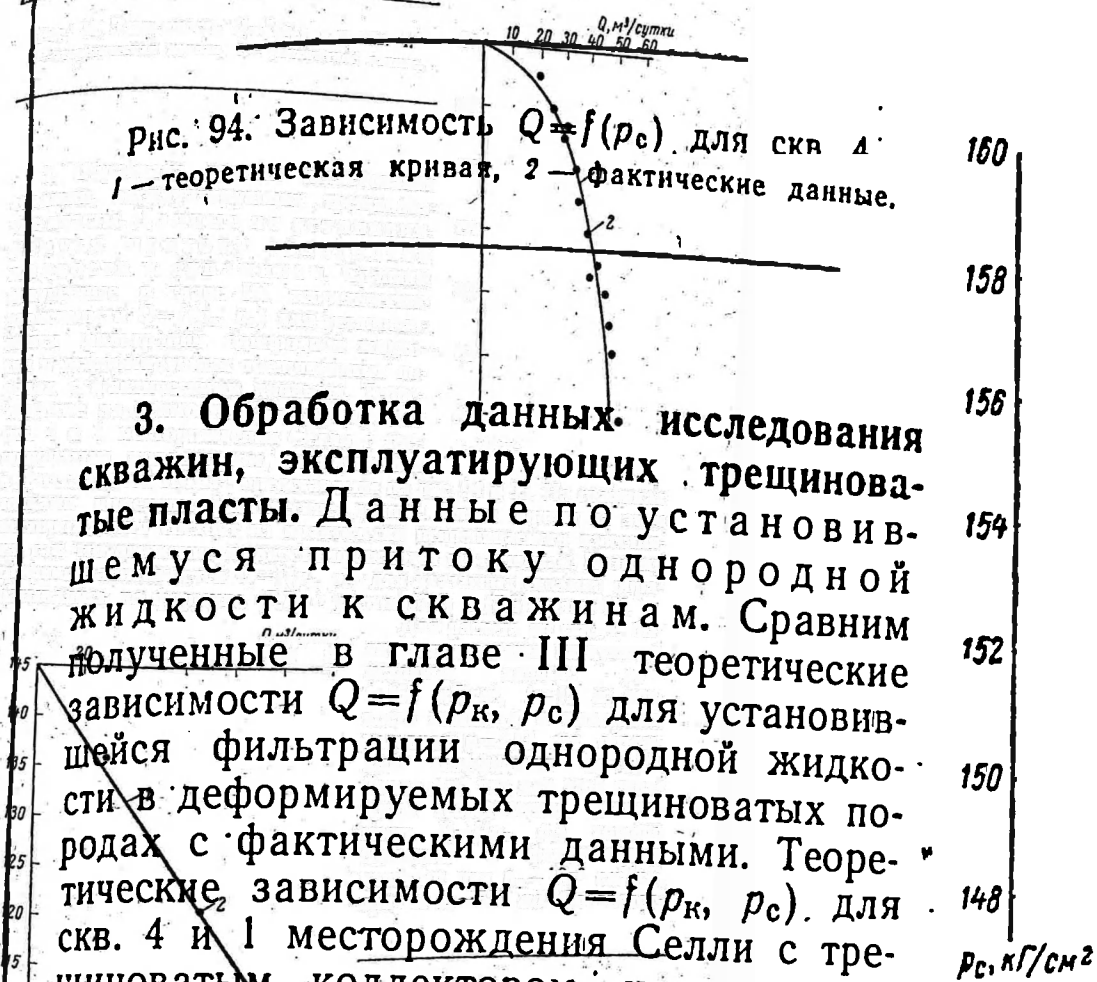 Q, м³/сутки
10 20 30 40 50 60
Рис. 94. Зависимость Q=f(pс) для скв
1 — теоретическая кривая, 2 — фактические данные.
2
3. Обработка данных исследования
скважин, эксплуатирующих трещинова-
тые пласты. Данные по установив-
шемуся притоку однородной
жидкости к скважинам. Сравним
полученные в главе III теоретические
зависимости Q=f(pк, pс) для установив-
шейся фильтрации однородной жидко-
сти в деформируемых трещиноватых по-
родах с фактическими данными. Теоре-
тические зависимости Q=f(pк, pс) для
скв. 4 и 1 месторождения Селли с тре-
щиноватым коллектором
2
160
158
156
154
152
150
148
pс, кГ/см²